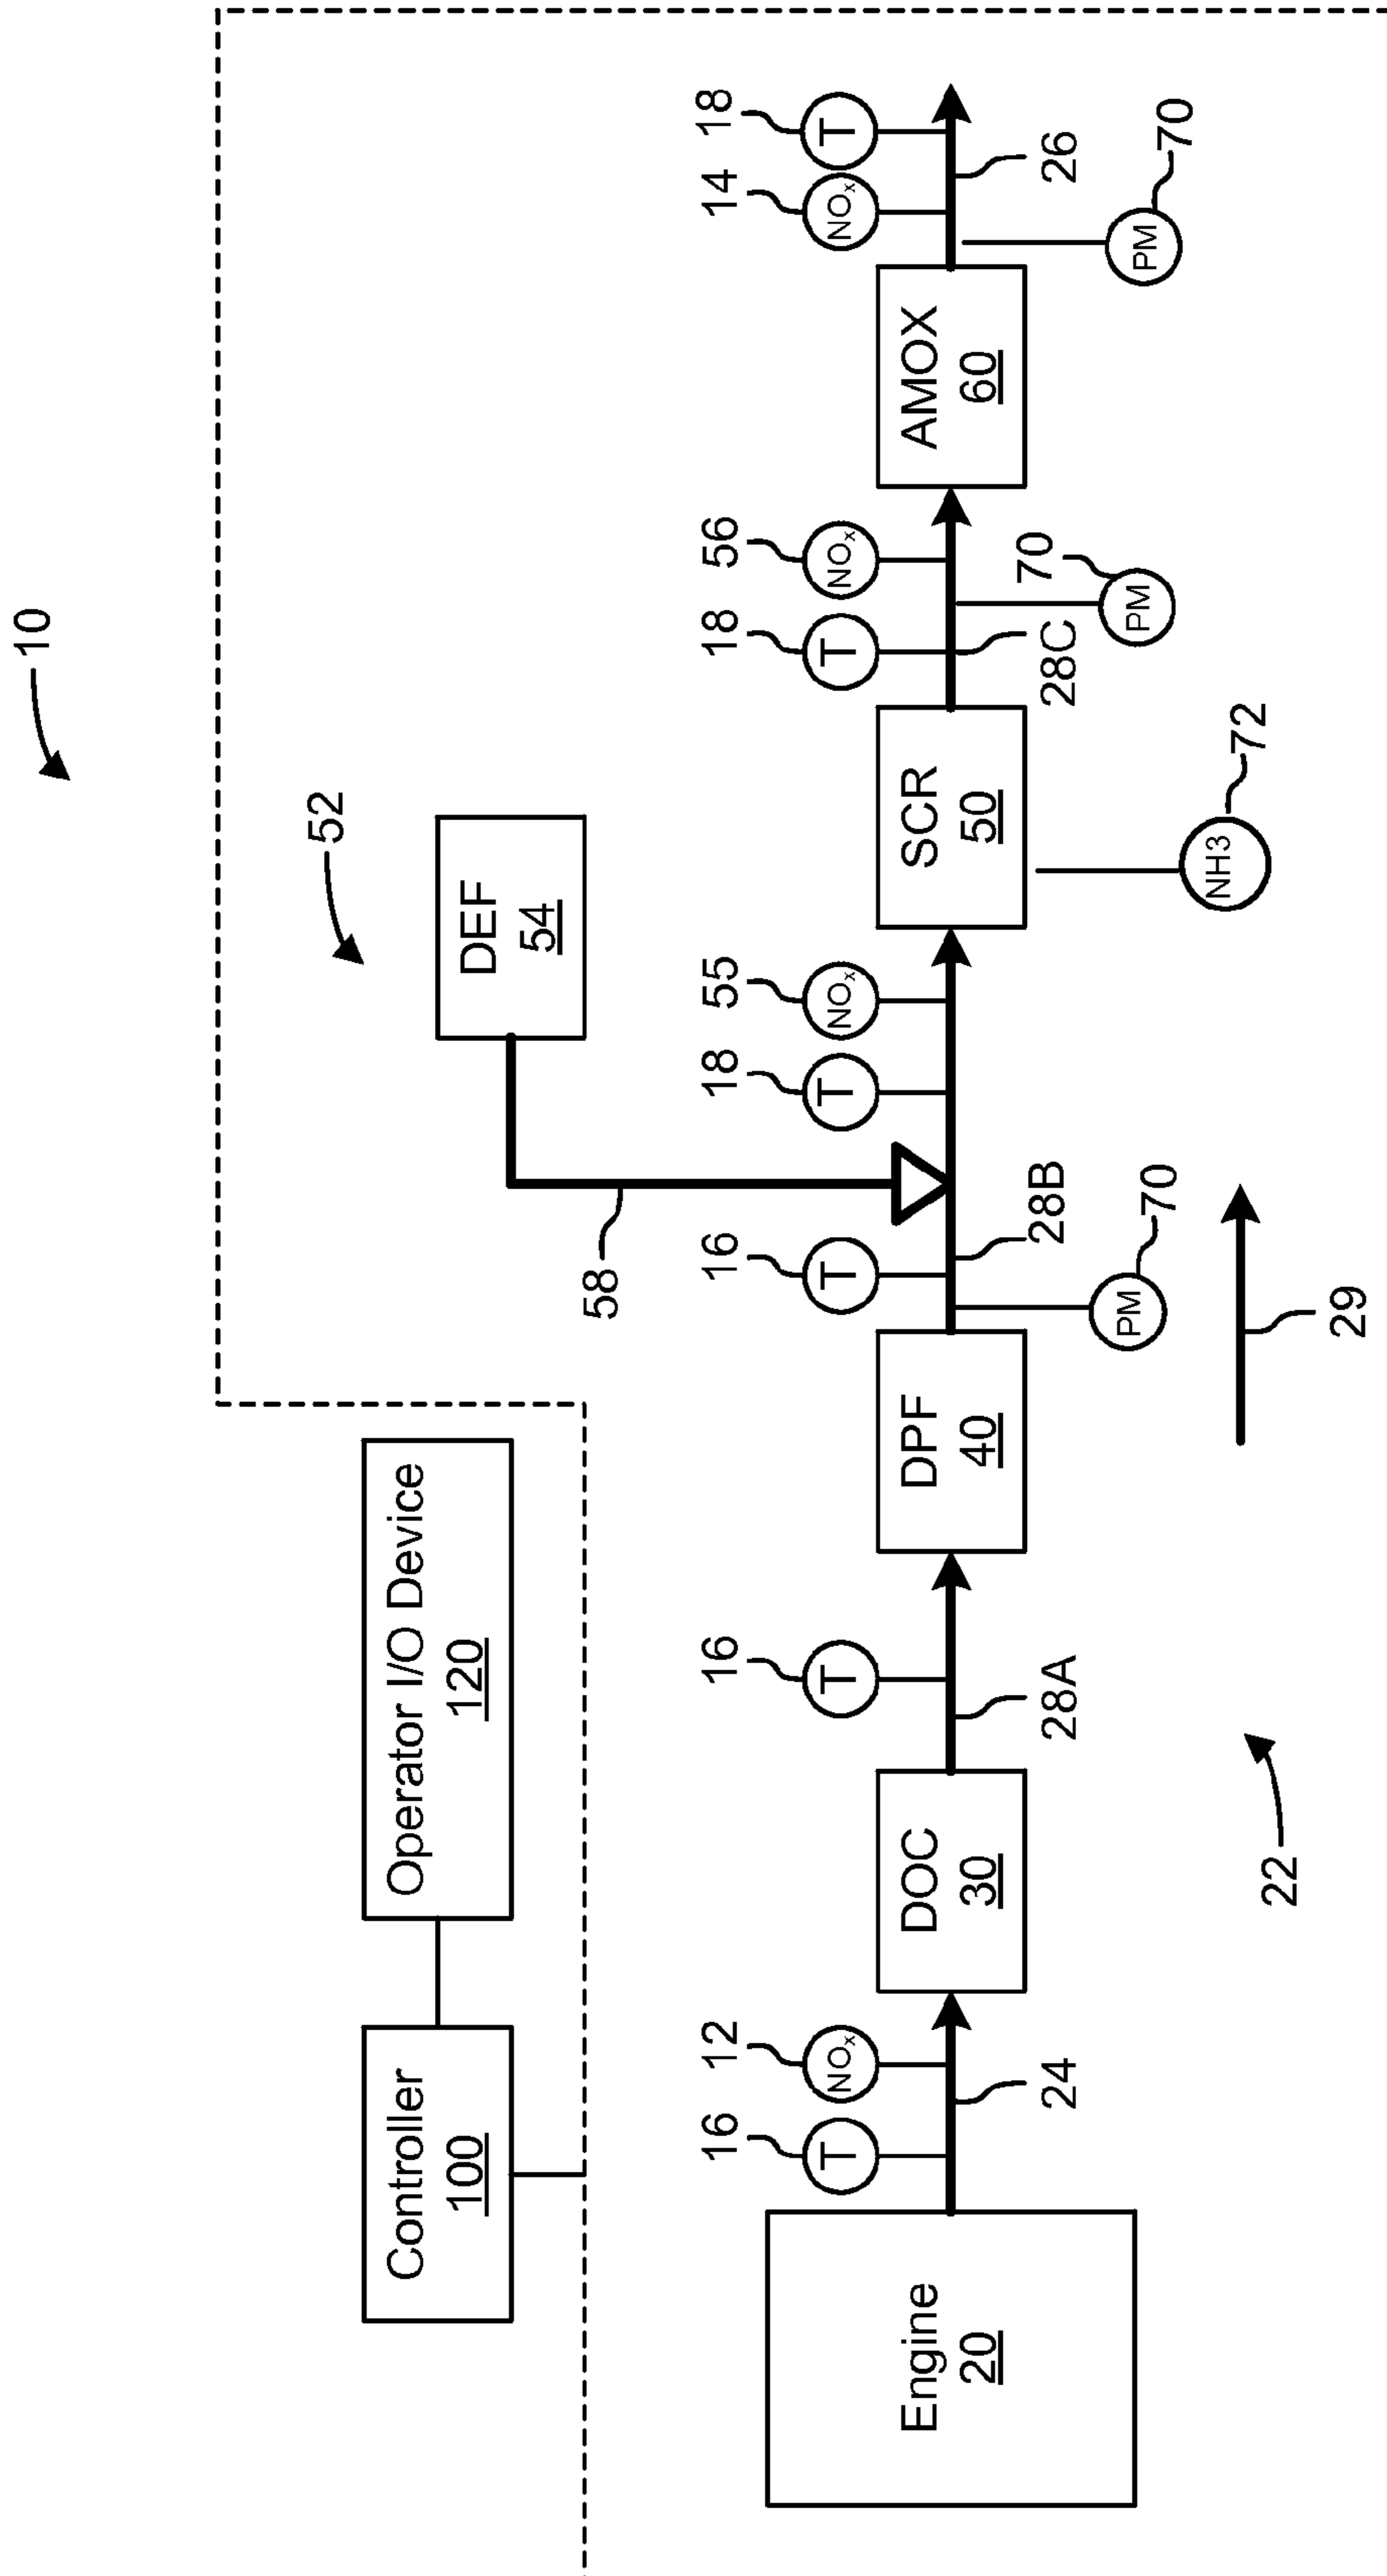 10
Controller
100
Operator I/O Device
120
52
DEF
54
58
16
12
16
16
18
55
18
56
14
18
T
NOx
T
T
T
NOx
T
NOx
NOx
T
Engine
20
DOC
30
DPF
40
SCR
50
AMOX
60
24
28A
28B
28C
26
PM
70
NH3
72
PM
70
PM
70
22
29